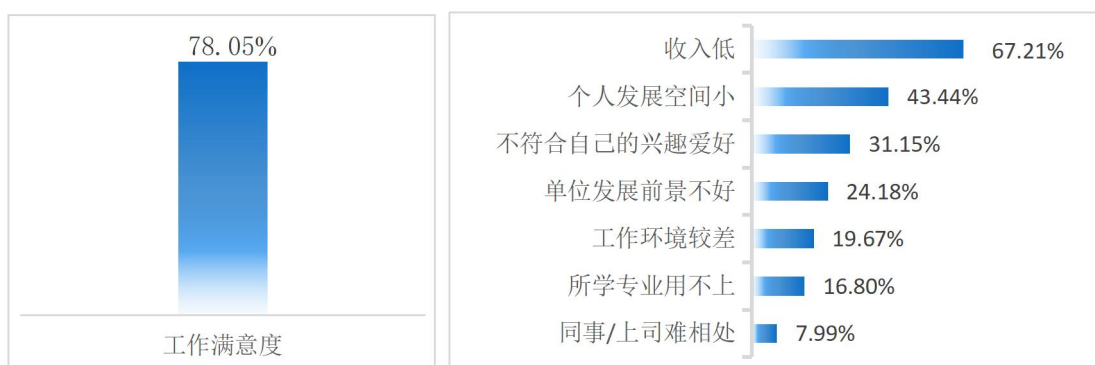 78.05%
工作满意度
收入低 67.21%
个人发展空间小 43.44%
不符合自己的兴趣爱好 31.15%
单位发展前景不好 24.18%
工作环境较差 19.67%
所学专业用不上 16.80%
同事/上司难相处 7.99%